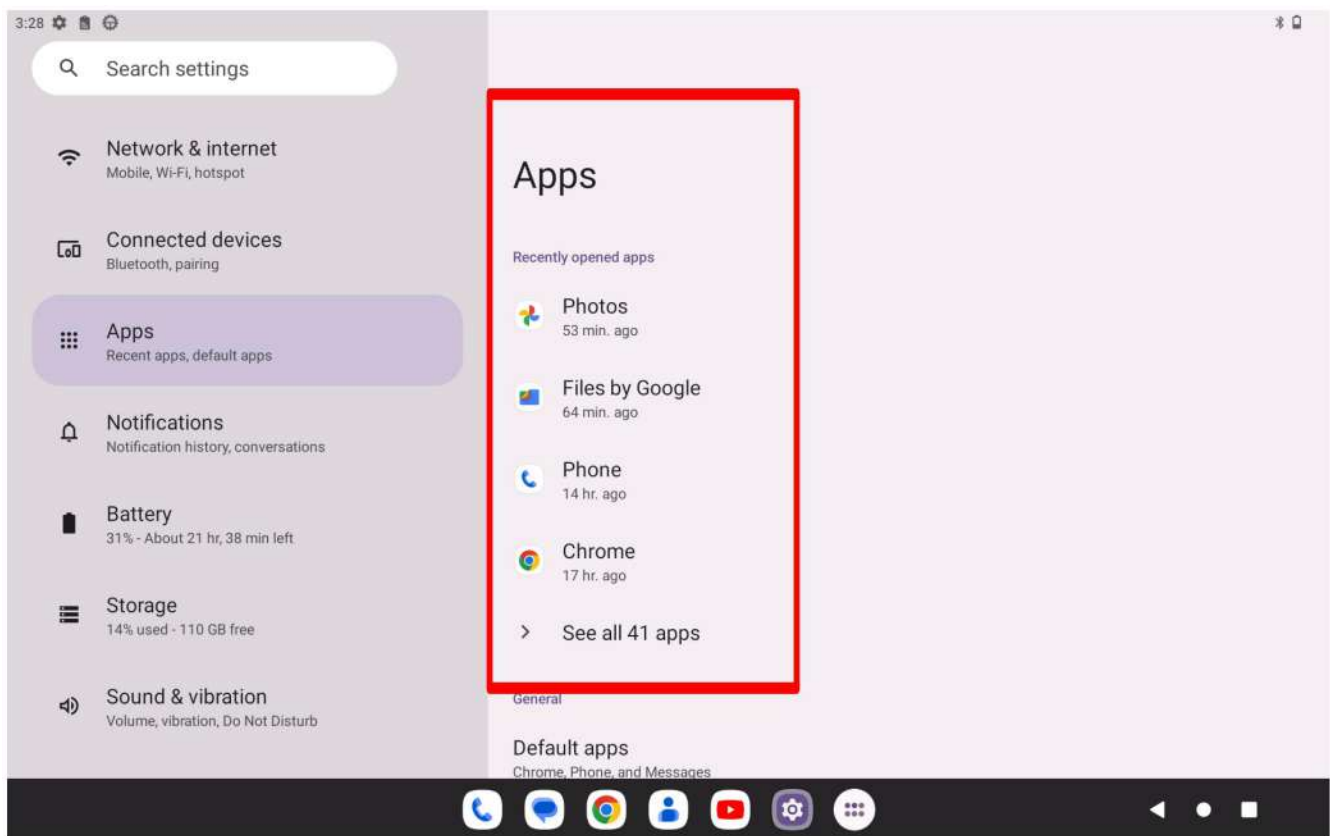 3:28
Search settings
Network & internet
Mobile, Wi-Fi, hotspot
Connected devices
Bluetooth, pairing
Apps
Recent apps, default apps
Notifications
Notification history, conversations
Battery
31% - About 21 hr, 38 min left
Storage
14% used - 110 GB free
Sound & vibration
Volume, vibration, Do Not Disturb
Apps
Recently opened apps
Photos
53 min. ago
Files by Google
64 min. ago
Phone
14 hr. ago
Chrome
17 hr. ago
See all 41 apps
General
Default apps
Chrome, Phone, and Messages